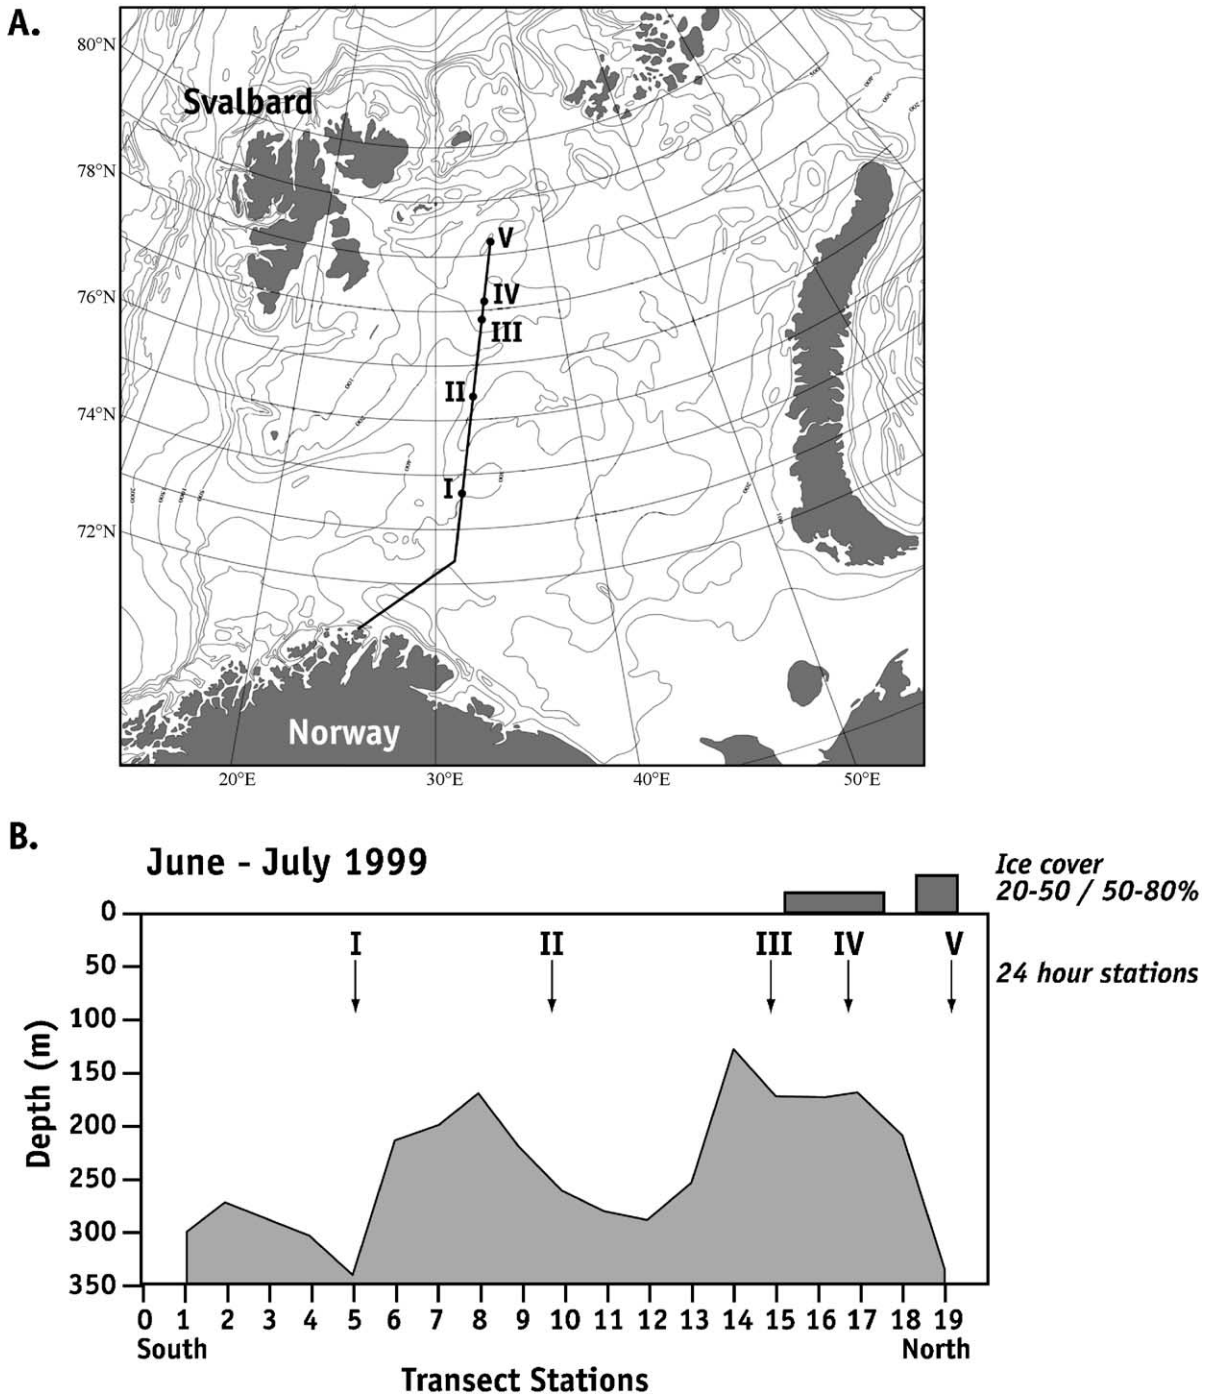 A.
80°N
Svalbard
78°N
76°N
74°N
72°N
V
IV
III
II
I
Norway
20°E
30°E
40°E
50°E
B.
June - July 1999
Ice cover
20-50 / 50-80%
0
I II III IV V
24 hour stations
50
100
150
200
250
300
350
Depth (m)
0 1 2 3 4 5 6 7 8 9 10 11 12 13 14 15 16 17 18 19
South North
Transect Stations